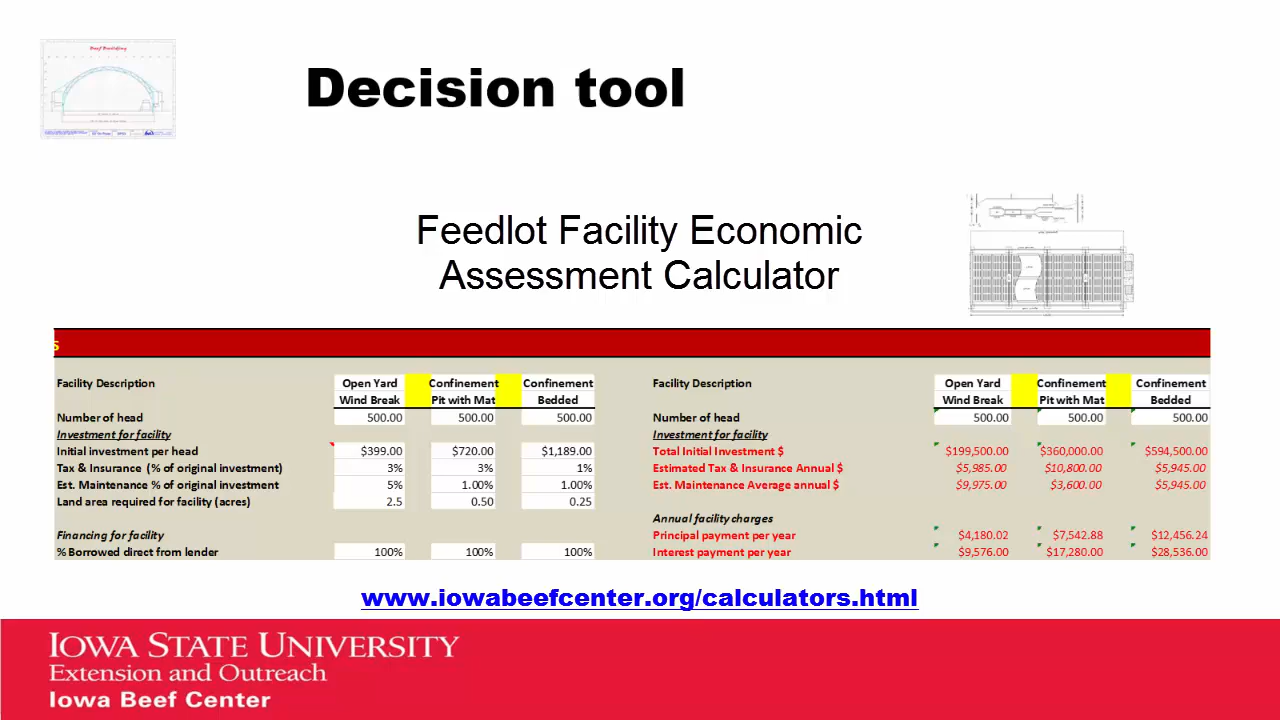 Beef Building
Decision tool
Feedlot Facility Economic
Assessment Calculator
S
Facility Description Open Yard Confinement Confinement
Wind Break Pit with Mat Bedded
Number of head 500.00 500.00 500.00
Investment for facility
Initial investment per head $399.00 $720.00 $1,189.00
Tax & Insurance (% of original investment) 3% 3% 1%
Est. Maintenance % of original investment 5% 1.00% 1.00%
Land area required for facility (acres) 2.5 0.50 0.25
Financing for facility
% Borrowed direct from lender 100% 100% 100%
Facility Description Open Yard Confinement Confinement
Wind Break Pit with Mat Bedded
Number of head 500.00 500.00 500.00
Investment for facility
Total Initial Investment $ $199,500.00 $360,000.00 $594,500.00
Estimated Tax & Insurance Annual $ $5,985.00 $10,800.00 $5,945.00
Est. Maintenance Average annual $ $9,975.00 $3,600.00 $5,945.00
Annual facility charges
Principal payment per year $4,180.02 $7,542.88 $12,456.24
Interest payment per year $9,576.00 $17,280.00 $28,536.00
www.iowabeefcenter.org/calculators.html
IOWA STATE UNIVERSITY
Extension and Outreach
Iowa Beef Center